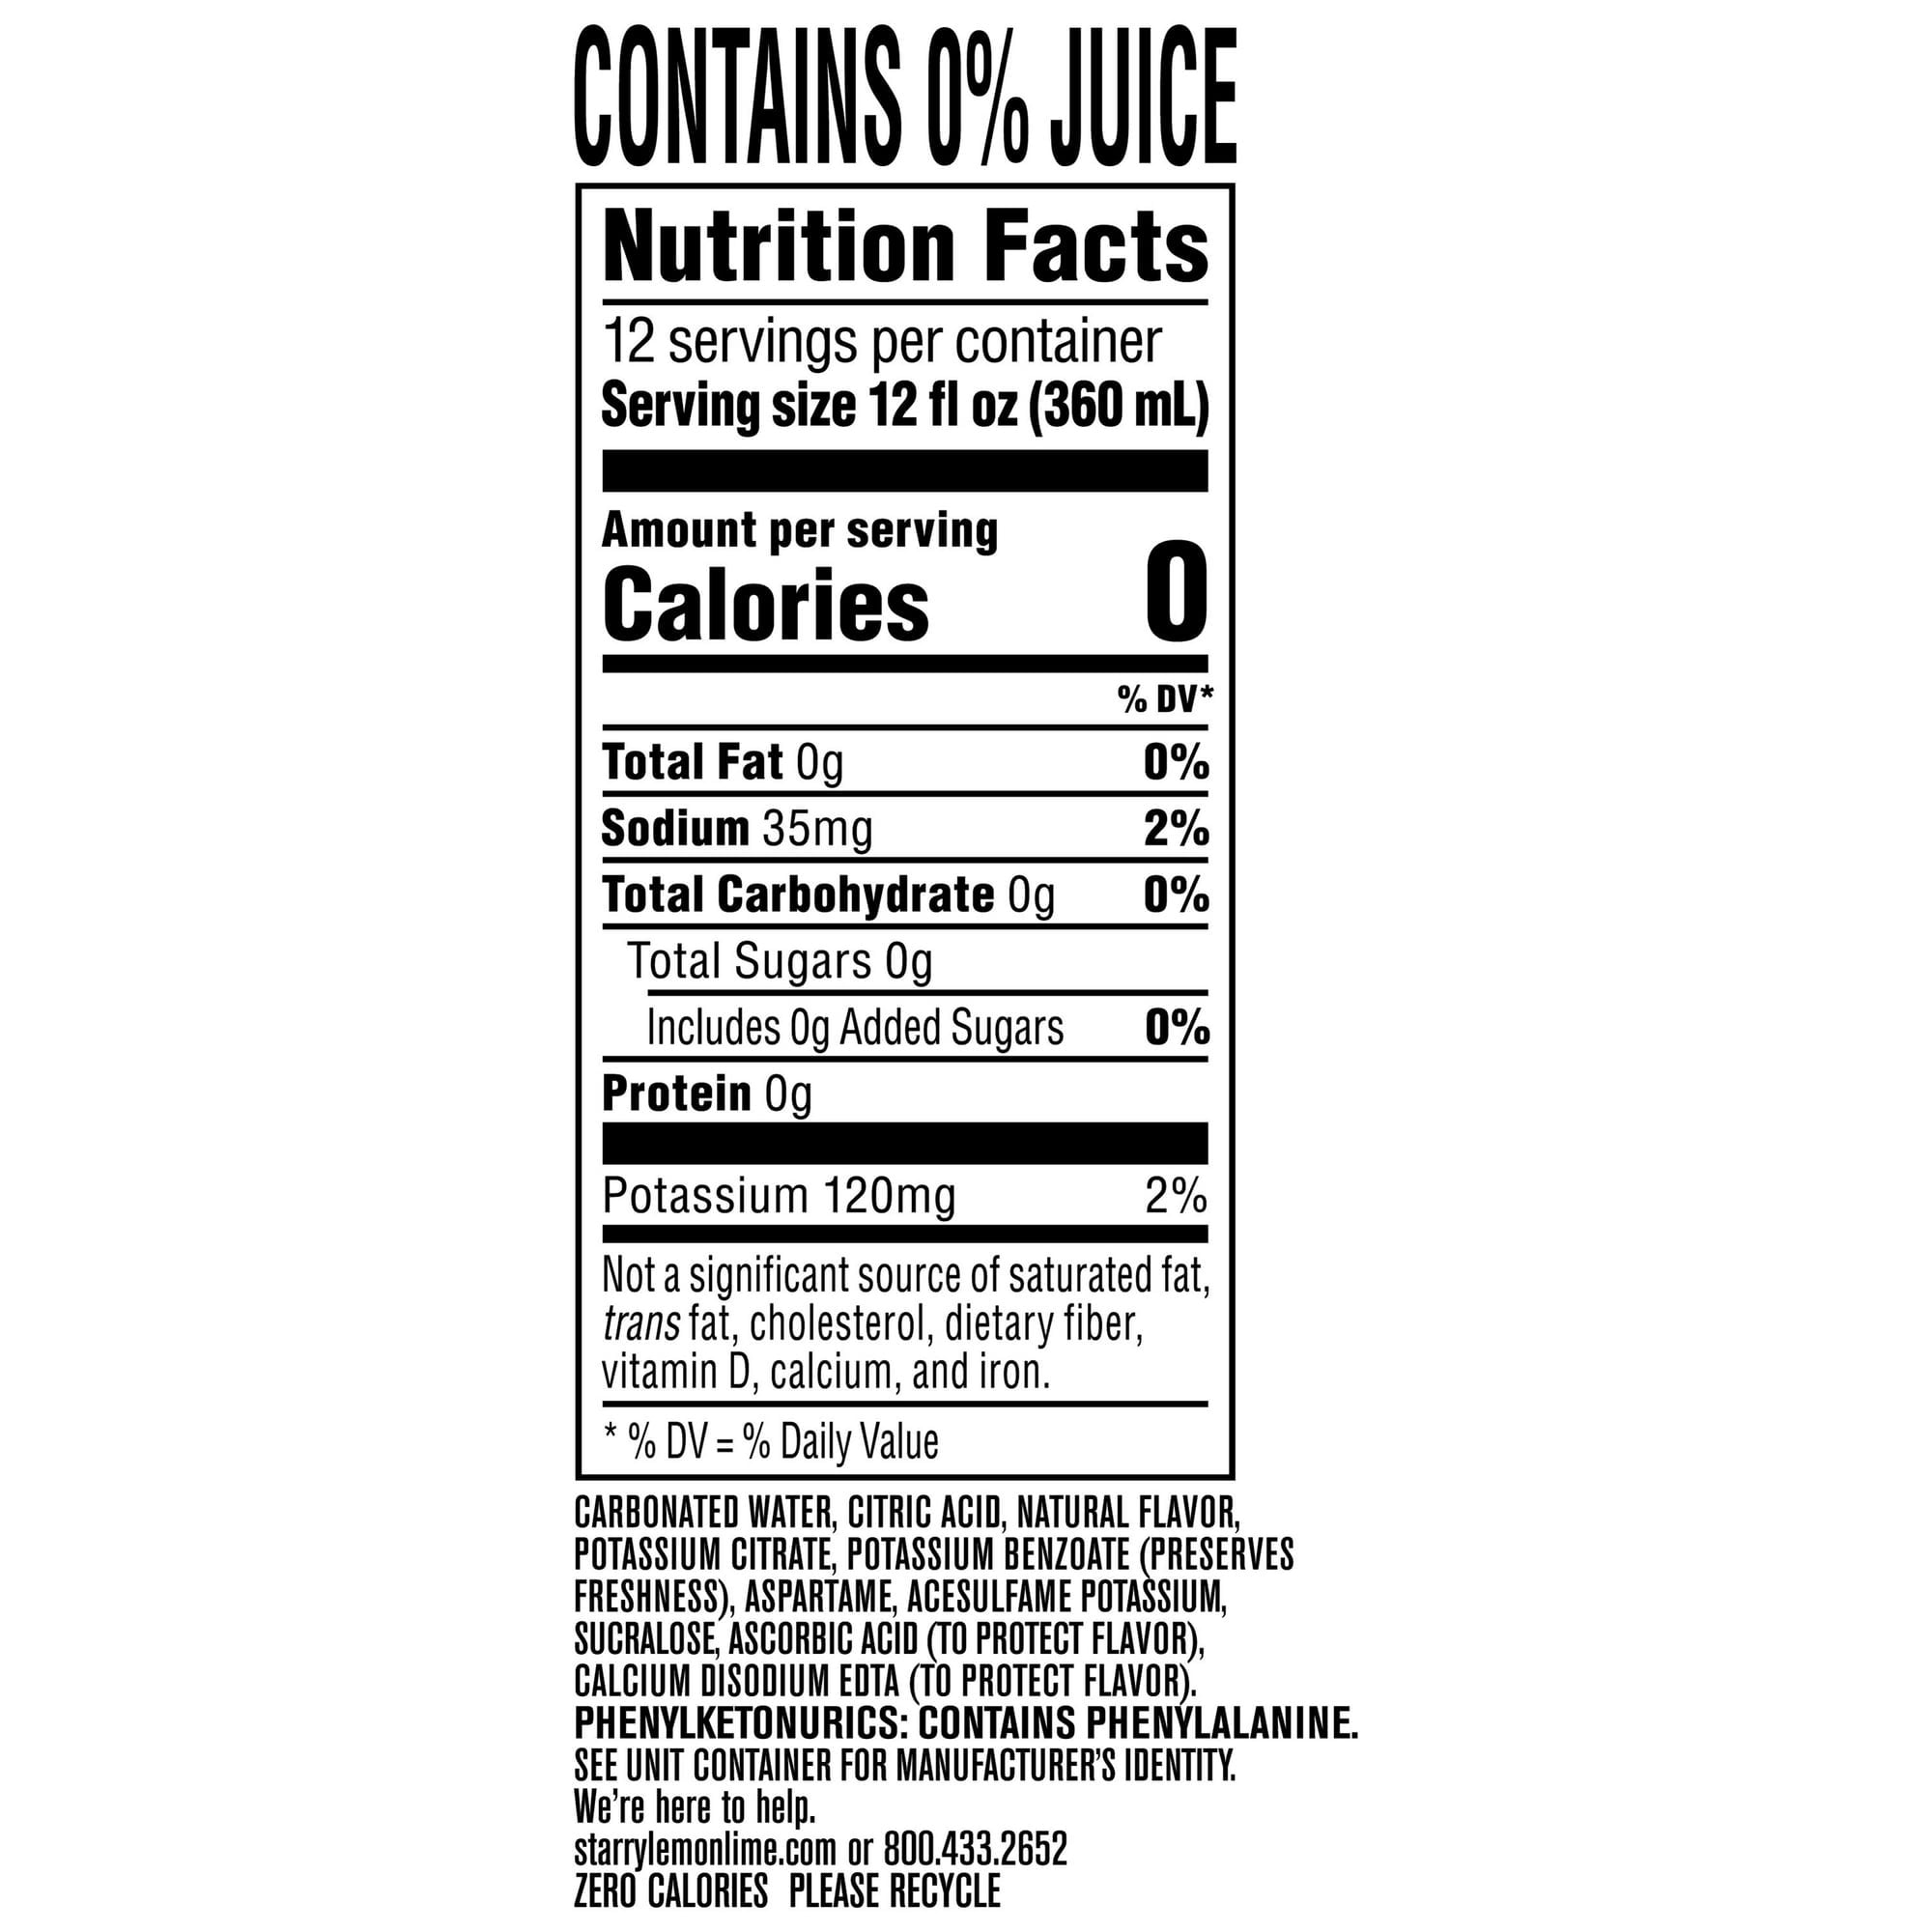 CONTAINS 0% JUICE
Nutrition Facts
12 servings per container
Serving size 12 fl oz (360 mL)
Amount per serving
Calories 0
% DV*
Total Fat 0g 0%
Sodium 35mg 2%
Total Carbohydrate 0g 0%
Total Sugars 0g
Includes 0g Added Sugars 0%
Protein 0g
Potassium 120mg 2%
Not a significant source of saturated fat,
trans fat, cholesterol, dietary fiber,
vitamin D, calcium, and iron.
* % DV = % Daily Value
CARBONATED WATER, CITRIC ACID, NATURAL FLAVOR,
POTASSIUM CITRATE, POTASSIUM BENZOATE (PRESERVES
FRESHNESS), ASPARTAME, ACESULFAME POTASSIUM,
SUCRALOSE, ASCORBIC ACID (TO PROTECT FLAVOR),
CALCIUM DISODIUM EDTA (TO PROTECT FLAVOR).
PHENYLKETONURICS: CONTAINS PHENYLALANINE.
SEE UNIT CONTAINER FOR MANUFACTURER'S IDENTITY.
We're here to help.
starrylemonlime.com or 800.433.2652
ZERO CALORIES PLEASE RECYCLE